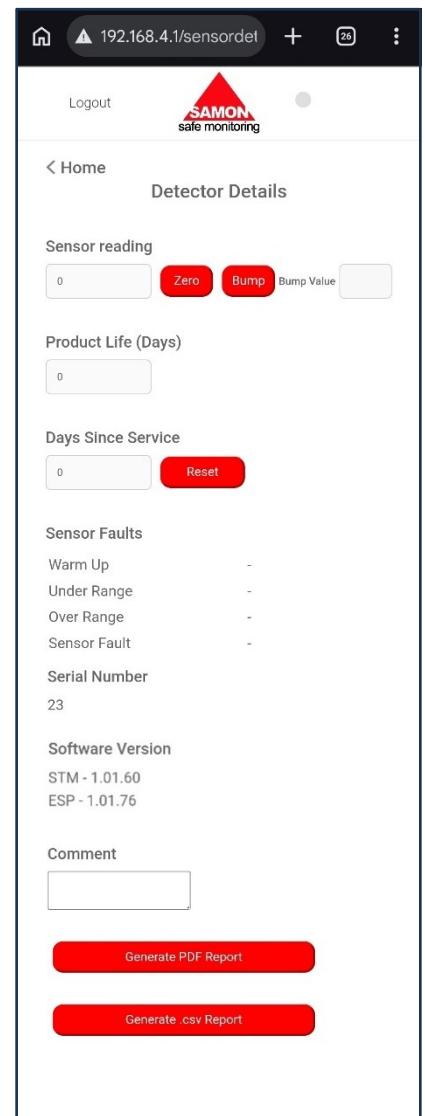 192.168.4.1/sensordet
26
Logout
SAMON
safe monitoring
< Home
Detector Details
Sensor reading
0 Zero Bump Bump Value
Product Life (Days)
0
Days Since Service
0 Reset
Sensor Faults
Warm Up -
Under Range -
Over Range -
Sensor Fault -
Serial Number
23
Software Version
STM - 1.01.60
ESP - 1.01.76
Comment
Generate PDF Report
Generate .csv Report